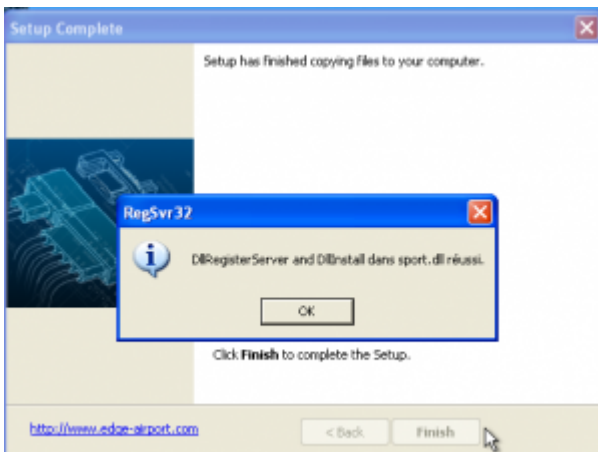 Setup Complete
Setup has finished copying files to your computer.
RegSvr32
DllRegisterServer and DllInstall dans sport.dll réussi.
OK
Click Finish to complete the Setup.
http://www.edge-airport.com
< Back
Finish